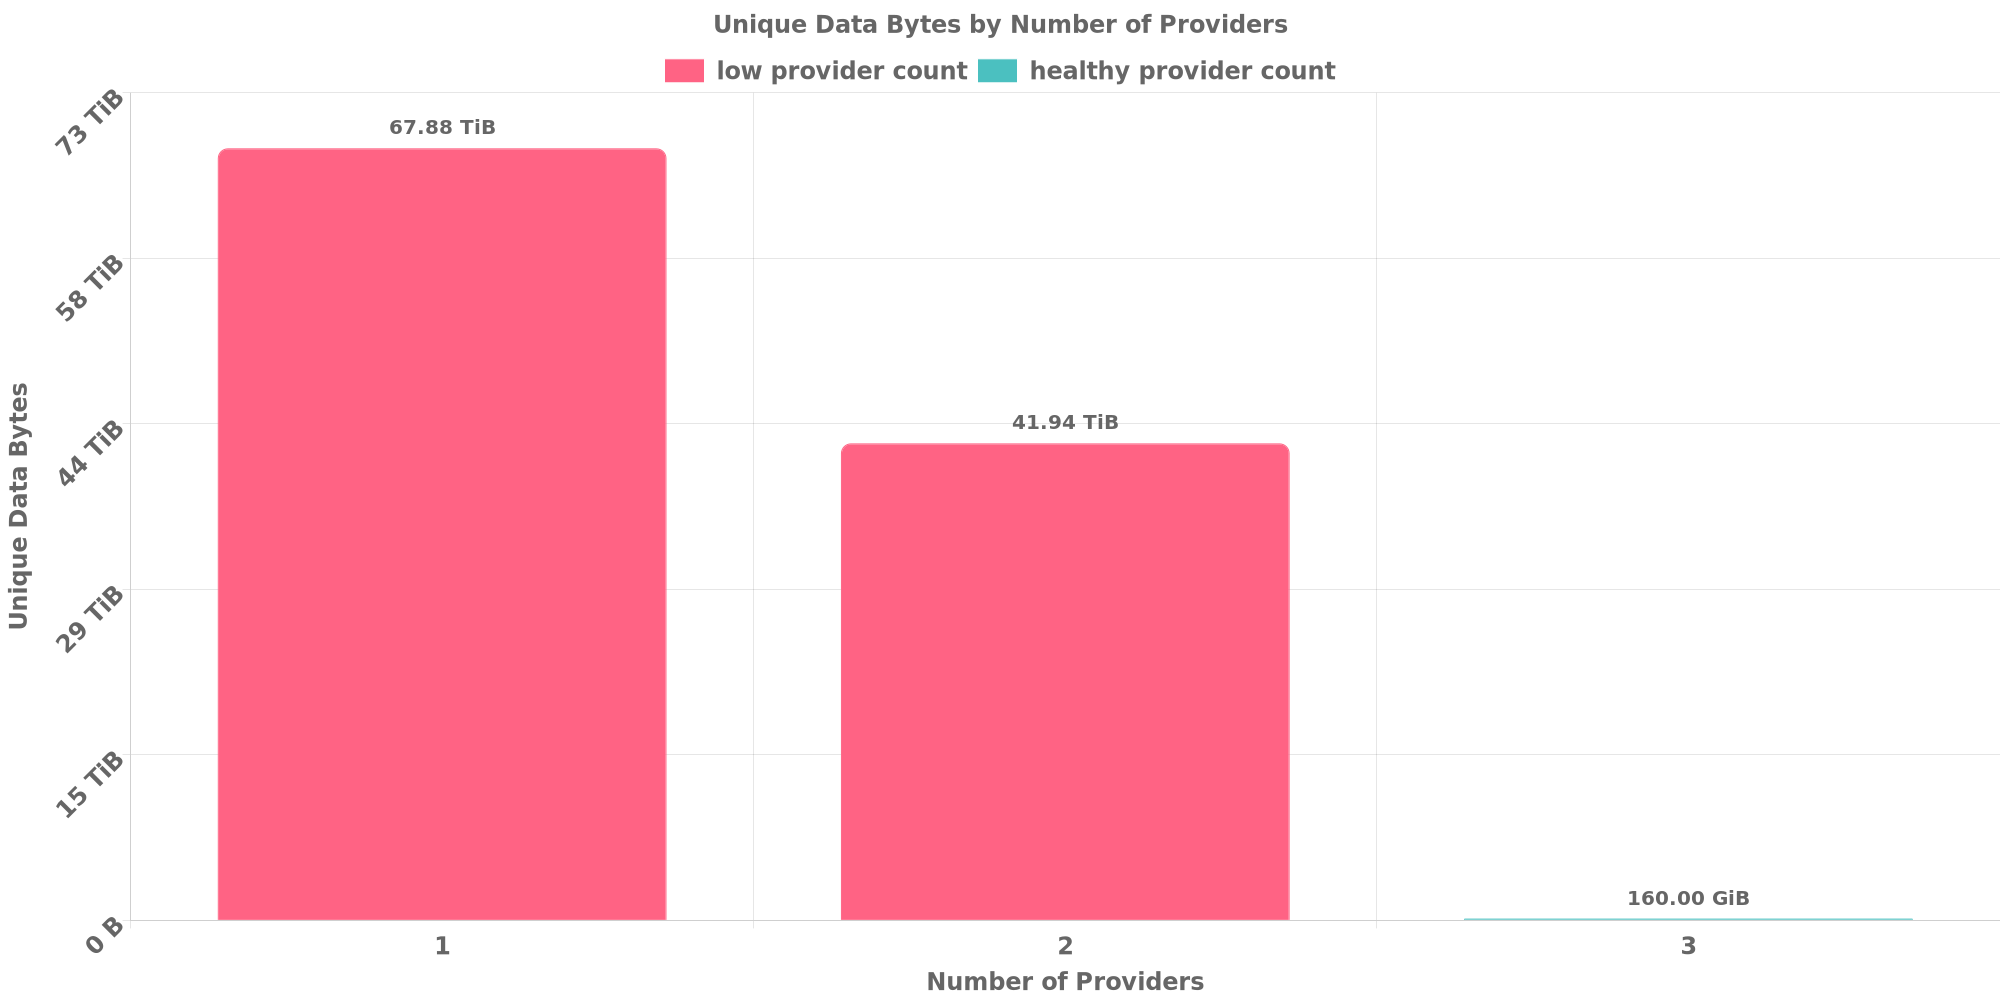 Unique Data Bytes by Number of Providers
low provider count healthy provider count
73 TiB
58 TiB
44 TiB
29 TiB
15 TiB
0 B
Unique Data Bytes
67.88 TiB
41.94 TiB
160.00 GiB
1 2 3
Number of Providers